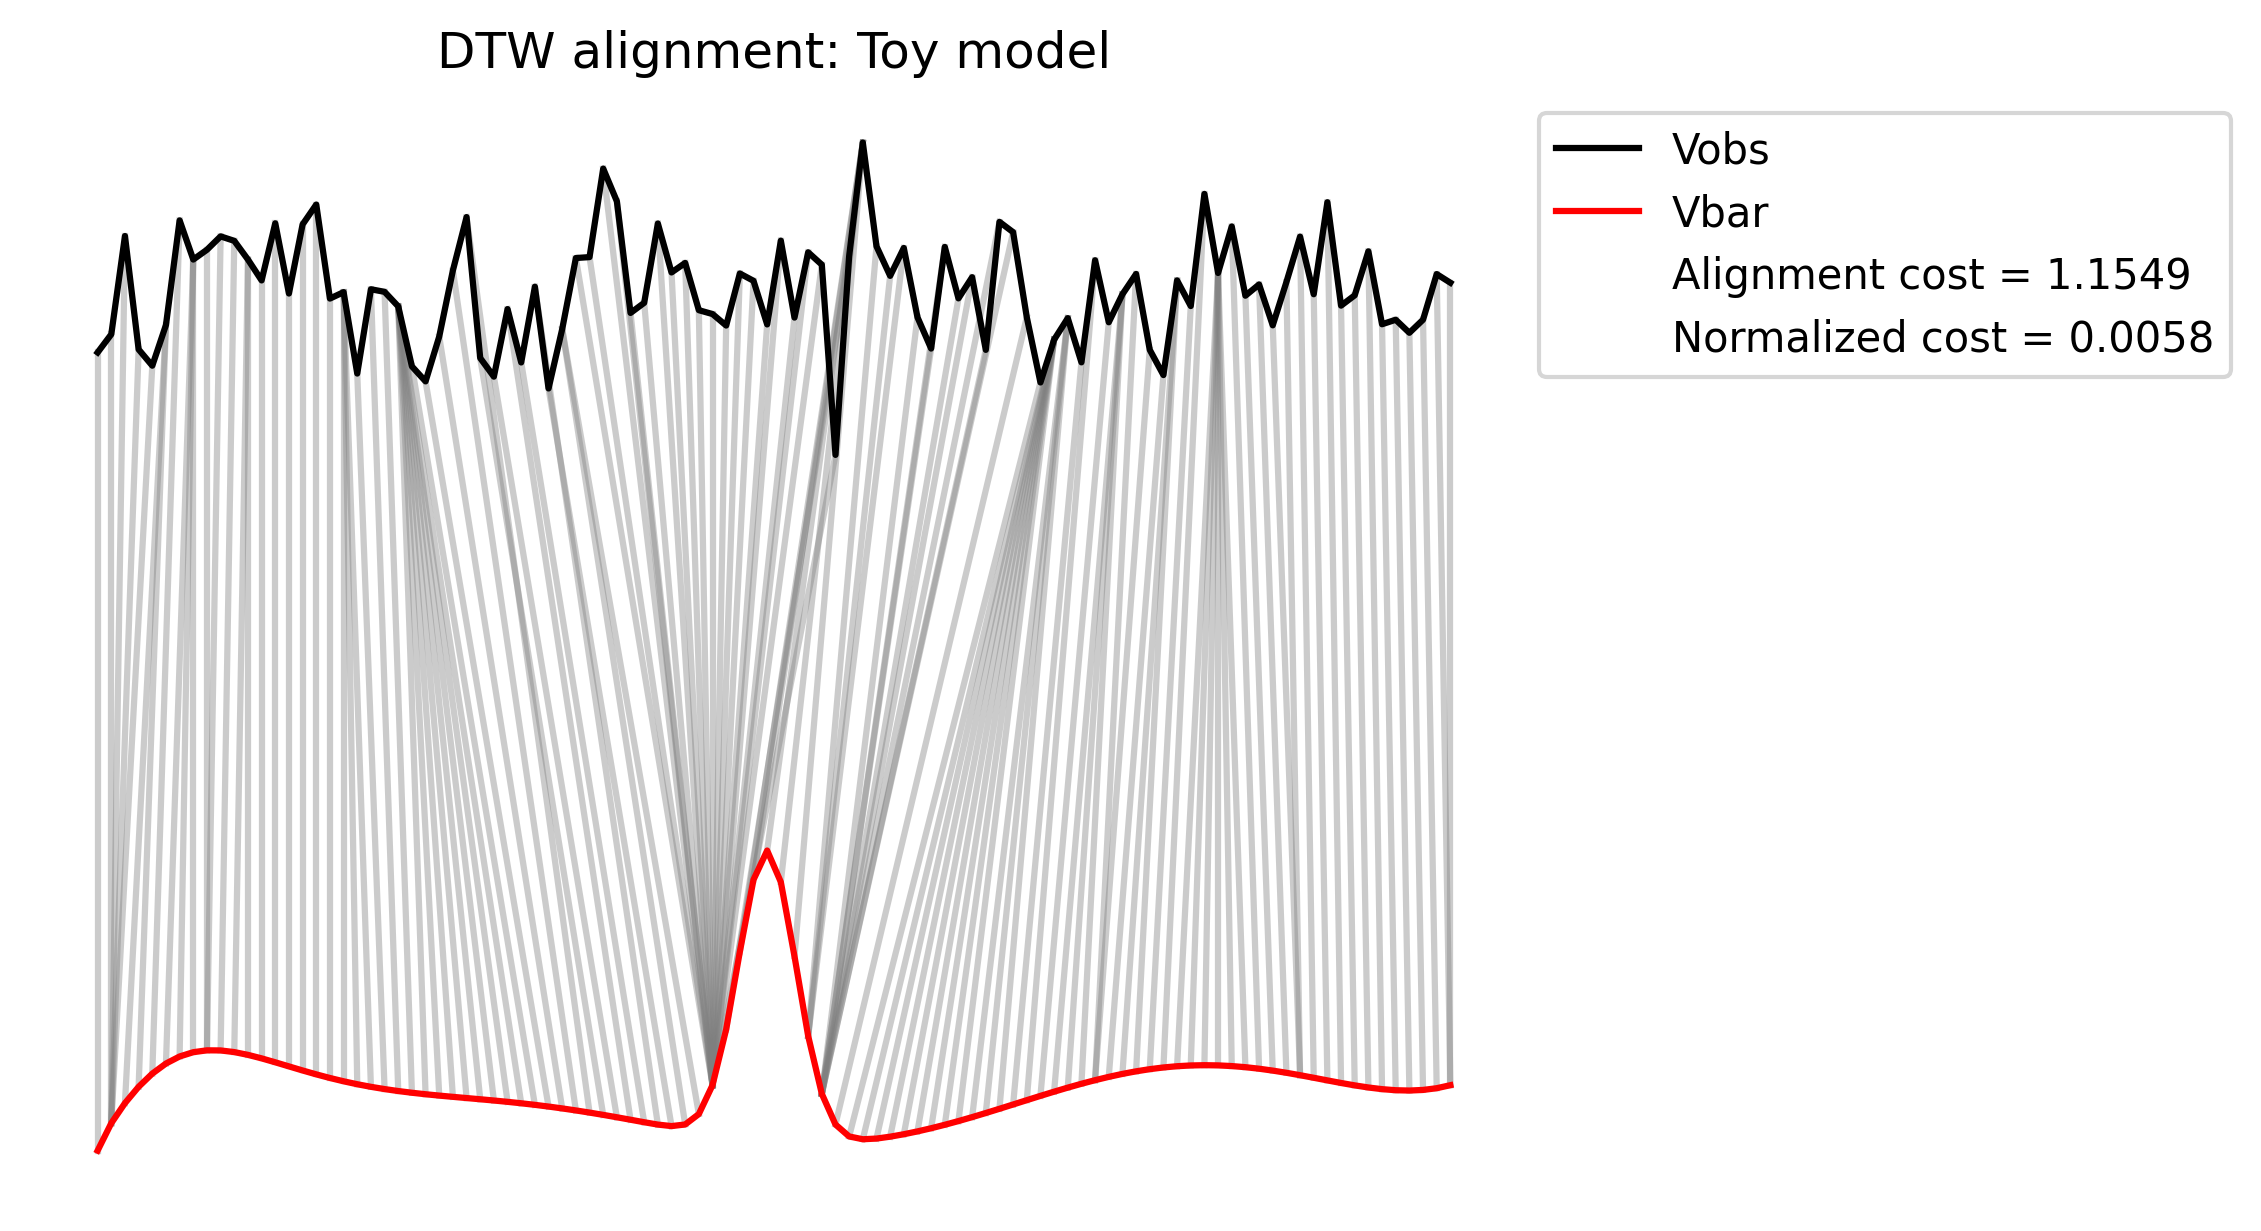 DTW alignment: Toy model
Vobs
Vbar
Alignment cost = 1.1549
Normalized cost = 0.0058